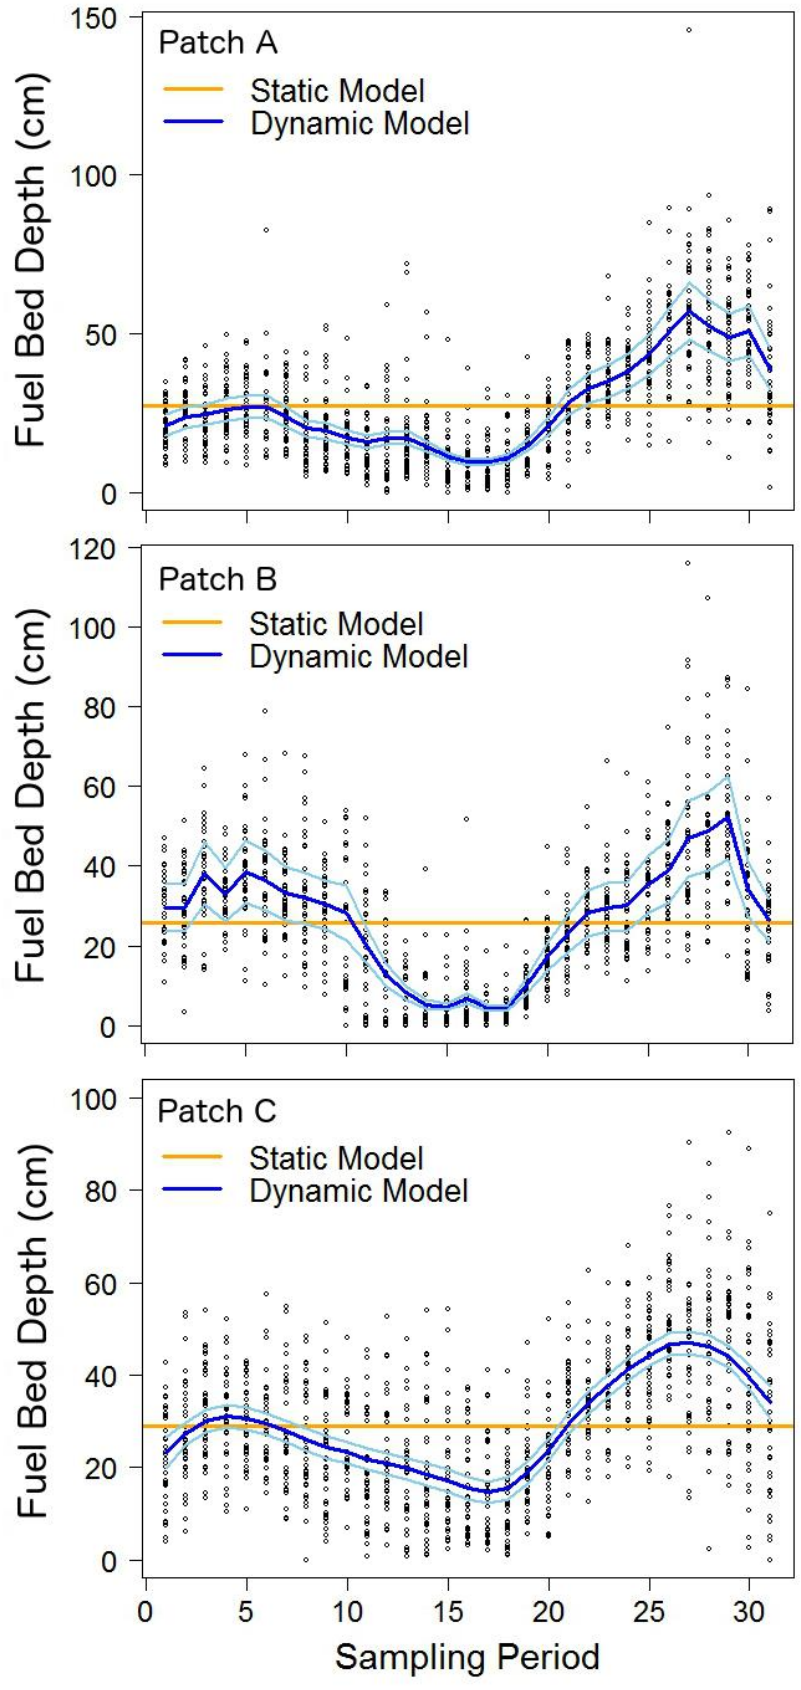 Patch A
Static Model
Dynamic Model
Fuel Bed Depth (cm)
150
100
50
0
Patch B
Static Model
Dynamic Model
Fuel Bed Depth (cm)
120
100
80
60
40
20
0
Patch C
Static Model
Dynamic Model
Fuel Bed Depth (cm)
100
80
60
40
20
0
0 5 10 15 20 25 30
Sampling Period